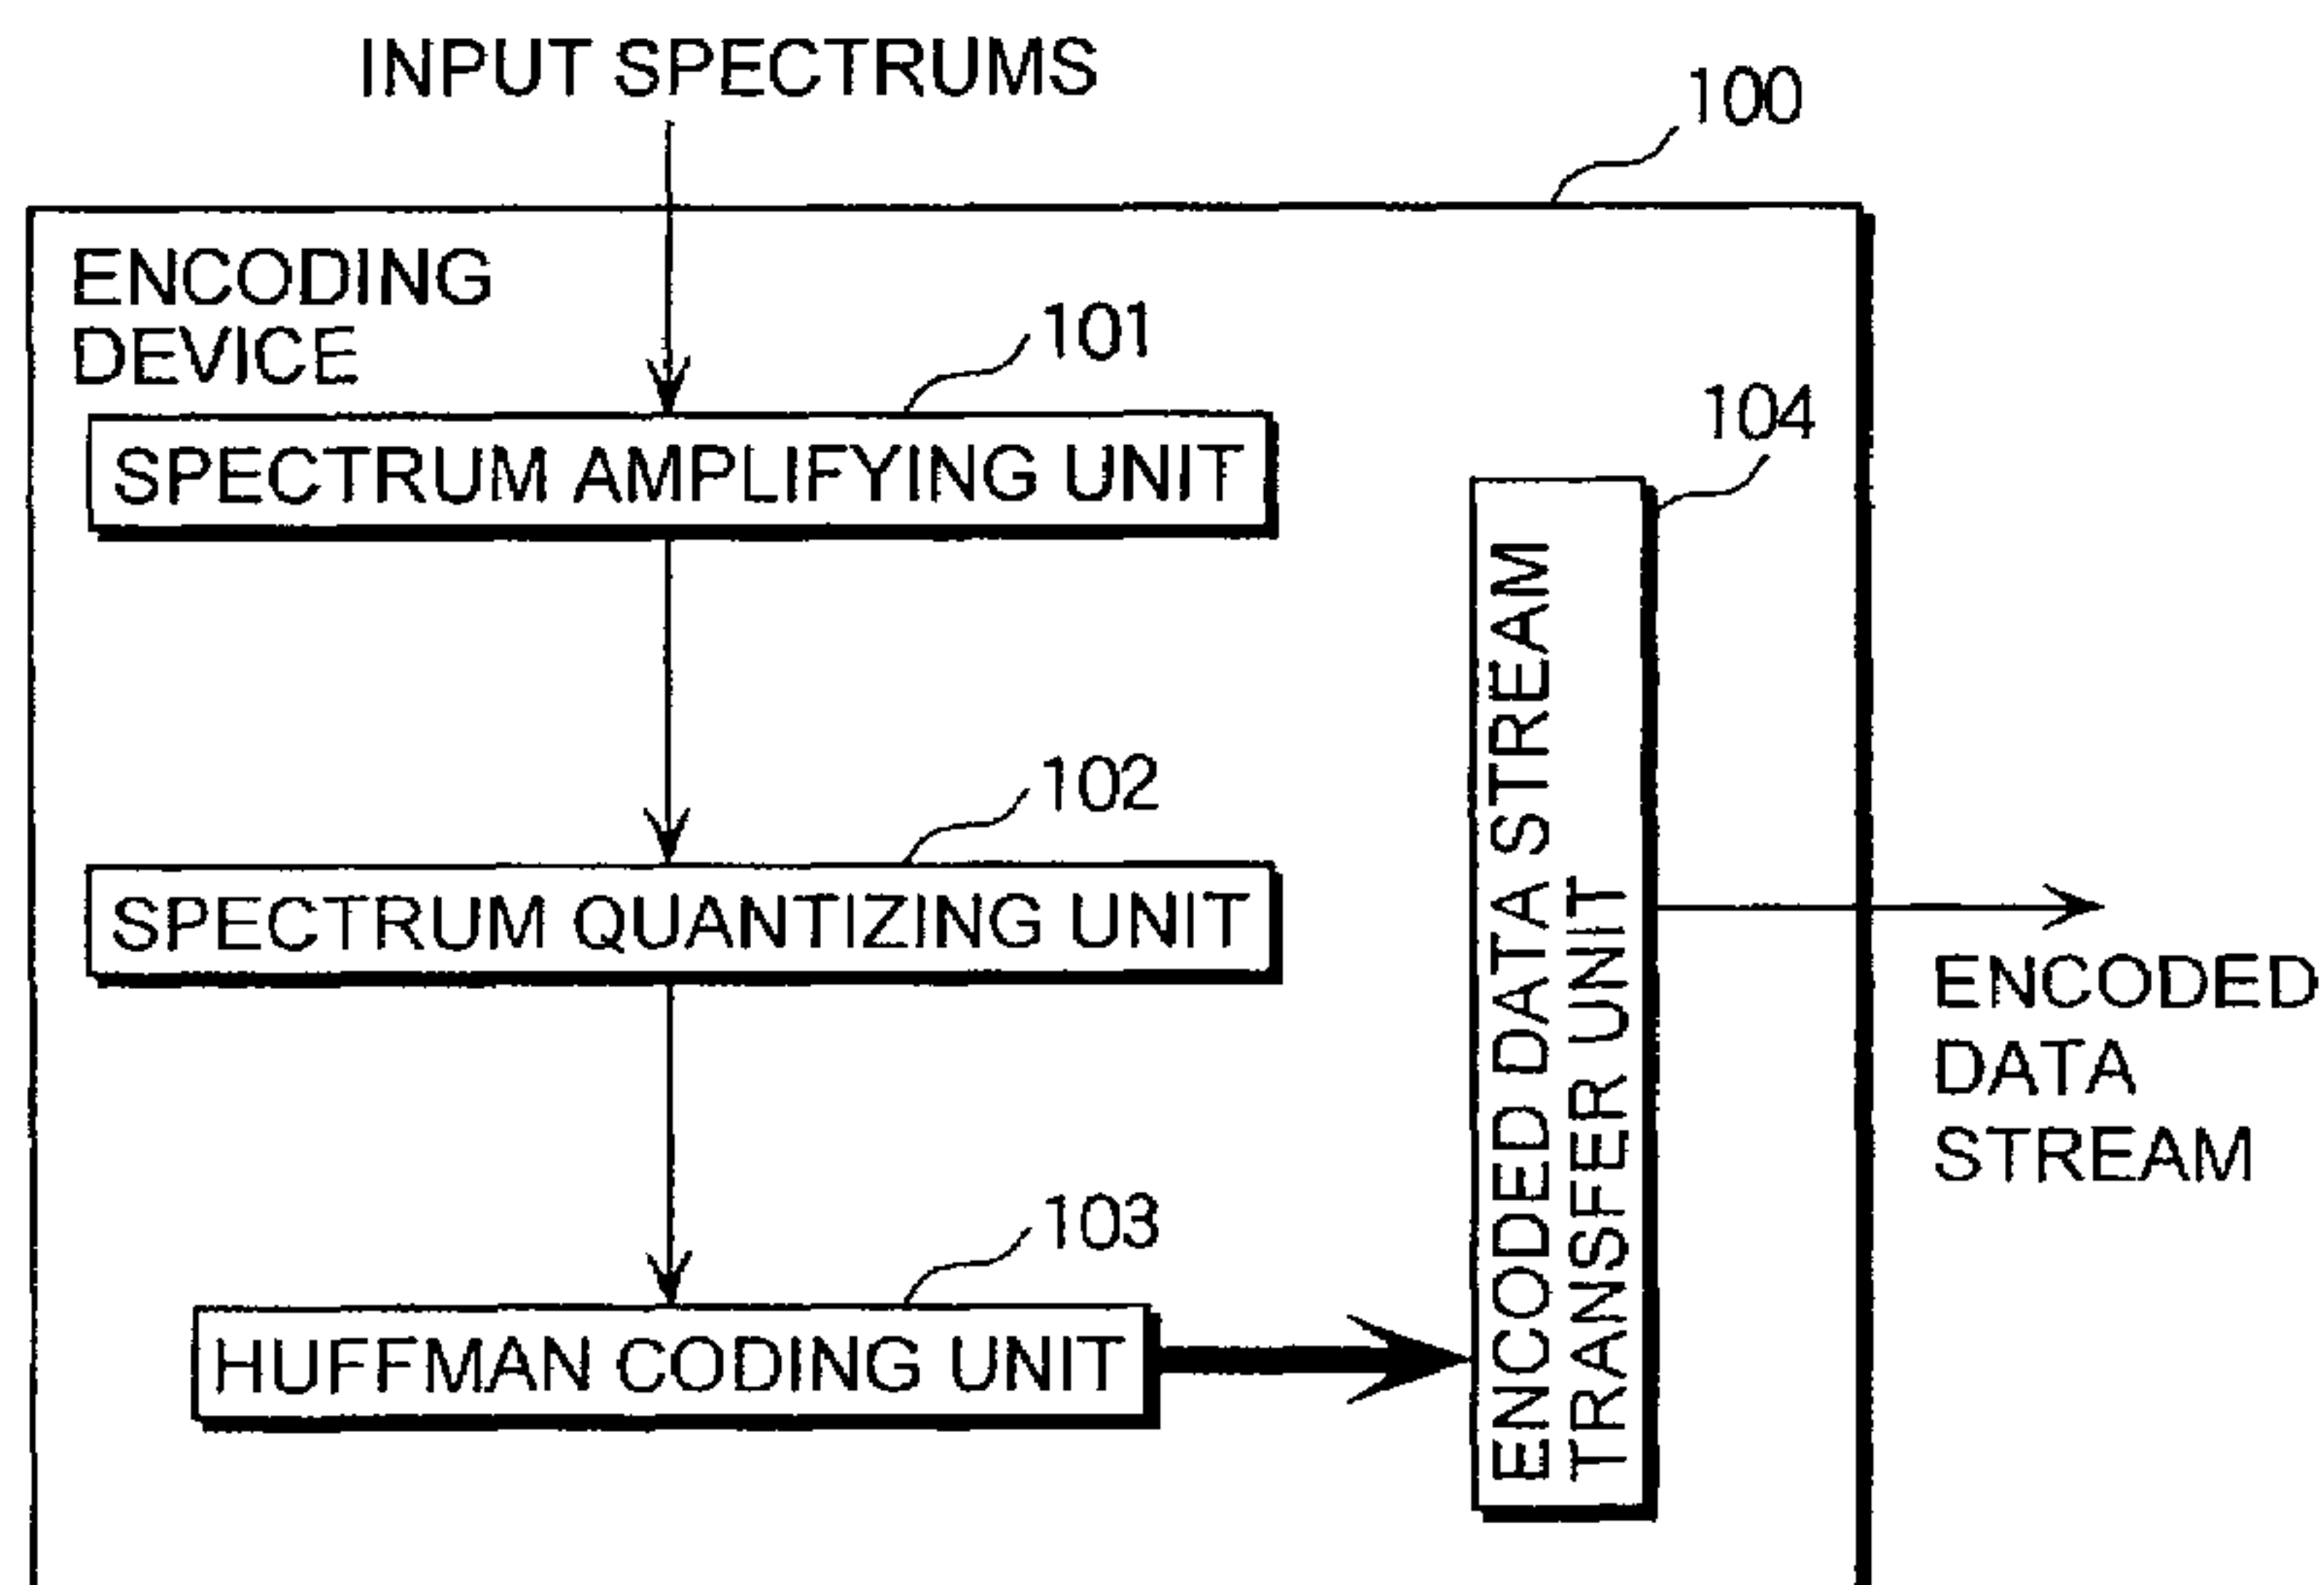 INPUT SPECTRUMS
100
ENCODING
DEVICE
101
SPECTRUM AMPLIFYING UNIT
104
ENCODED DATA STREAM
TRANSFER UNIT
102
SPECTRUM QUANTIZING UNIT
ENCODED
DATA
STREAM
103
HUFFMAN CODING UNIT